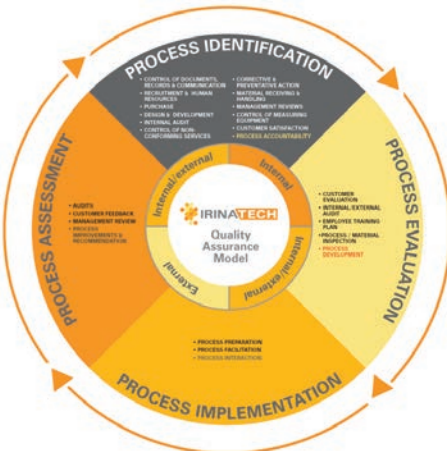 PROCESS IDENTIFICATION
• CONTROL OF DOCUMENTS,
RECORDS & COMMUNICATION
• RECRUITMENT & HUMAN
RESOURCES
• PURCHASE
• DESIGN & DEVELOPMENT
• INTERNAL AUDIT
• CONTROL OF NON-
CONFORMING SERVICES
• CORRECTIVE &
PREVENTATIVE ACTION
• MATERIAL RECEIVING &
HANDLING
• MANAGEMENT REVIEWS
• CONTROL OF MEASURING
EQUIPMENT
• CUSTOMER SATISFACTION
• PROCESS ACCOUNTABILITY
PROCESS ASSESSMENT
• AUDITS
• CUSTOMER FEEDBACK
• MANAGEMENT REVIEW
• PROCESS
IMPROVEMENTS &
RECOMMENDATION
Internal/external
Internal
IRINATECH
Quality
Assurance
Model
External
Internal/external
• CUSTOMER
EVALUATION
• INTERNAL/EXTERNAL
AUDIT
• EMPLOYEE TRAINING
PLAN
• PROCESS / MATERIAL
INSPECTION
• PROCESS
DEVELOPMENT
PROCESS EVALUATION
• PROCESS PREPARATION
• PROCESS FACILITATION
• PROCESS INTERACTION
PROCESS IMPLEMENTATION